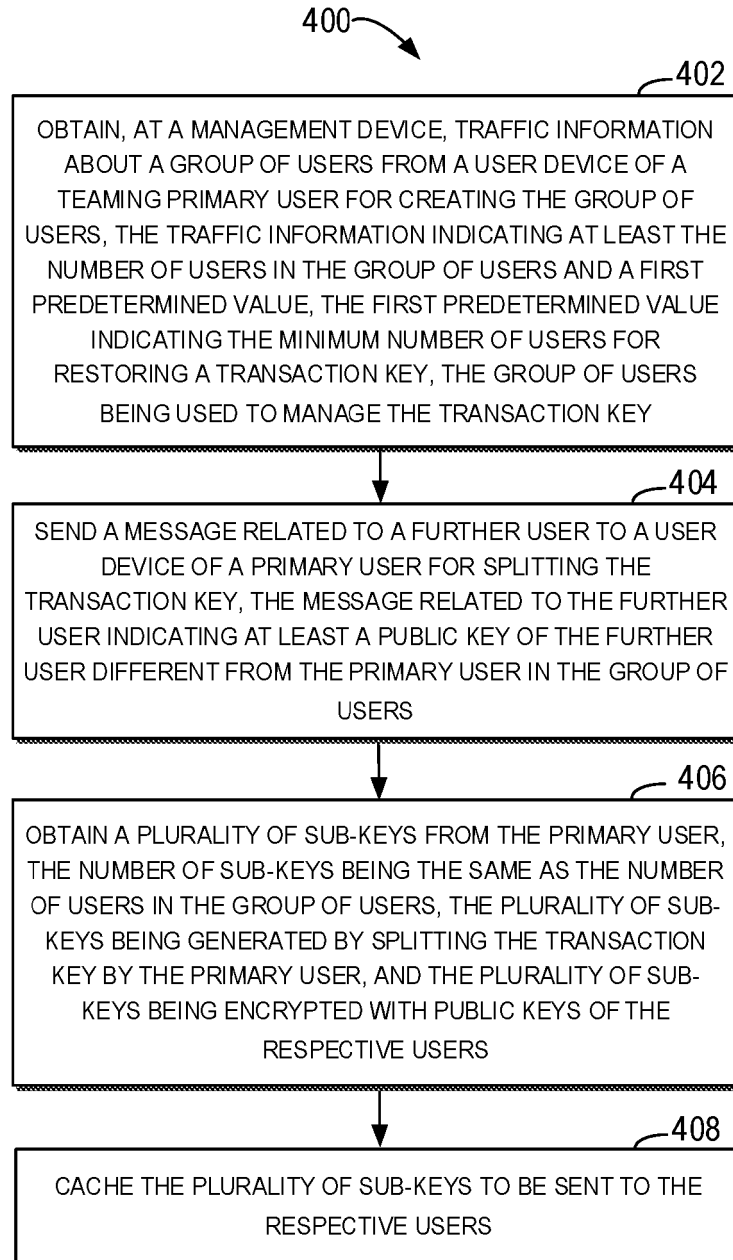 400
402
OBTAIN, AT A MANAGEMENT DEVICE, TRAFFIC INFORMATION
ABOUT A GROUP OF USERS FROM A USER DEVICE OF A
TEAMING PRIMARY USER FOR CREATING THE GROUP OF
USERS, THE TRAFFIC INFORMATION INDICATING AT LEAST THE
NUMBER OF USERS IN THE GROUP OF USERS AND A FIRST
PREDETERMINED VALUE, THE FIRST PREDETERMINED VALUE
INDICATING THE MINIMUM NUMBER OF USERS FOR
RESTORING A TRANSACTION KEY, THE GROUP OF USERS
BEING USED TO MANAGE THE TRANSACTION KEY
404
SEND A MESSAGE RELATED TO A FURTHER USER TO A USER
DEVICE OF A PRIMARY USER FOR SPLITTING THE
TRANSACTION KEY, THE MESSAGE RELATED TO THE FURTHER
USER INDICATING AT LEAST A PUBLIC KEY OF THE FURTHER
USER DIFFERENT FROM THE PRIMARY USER IN THE GROUP OF
USERS
406
OBTAIN A PLURALITY OF SUB-KEYS FROM THE PRIMARY USER,
THE NUMBER OF SUB-KEYS BEING THE SAME AS THE NUMBER
OF USERS IN THE GROUP OF USERS, THE PLURALITY OF SUB-
KEYS BEING GENERATED BY SPLITTING THE TRANSACTION
KEY BY THE PRIMARY USER, AND THE PLURALITY OF SUB-
KEYS BEING ENCRYPTED WITH PUBLIC KEYS OF THE
RESPECTIVE USERS
408
CACHE THE PLURALITY OF SUB-KEYS TO BE SENT TO THE
RESPECTIVE USERS